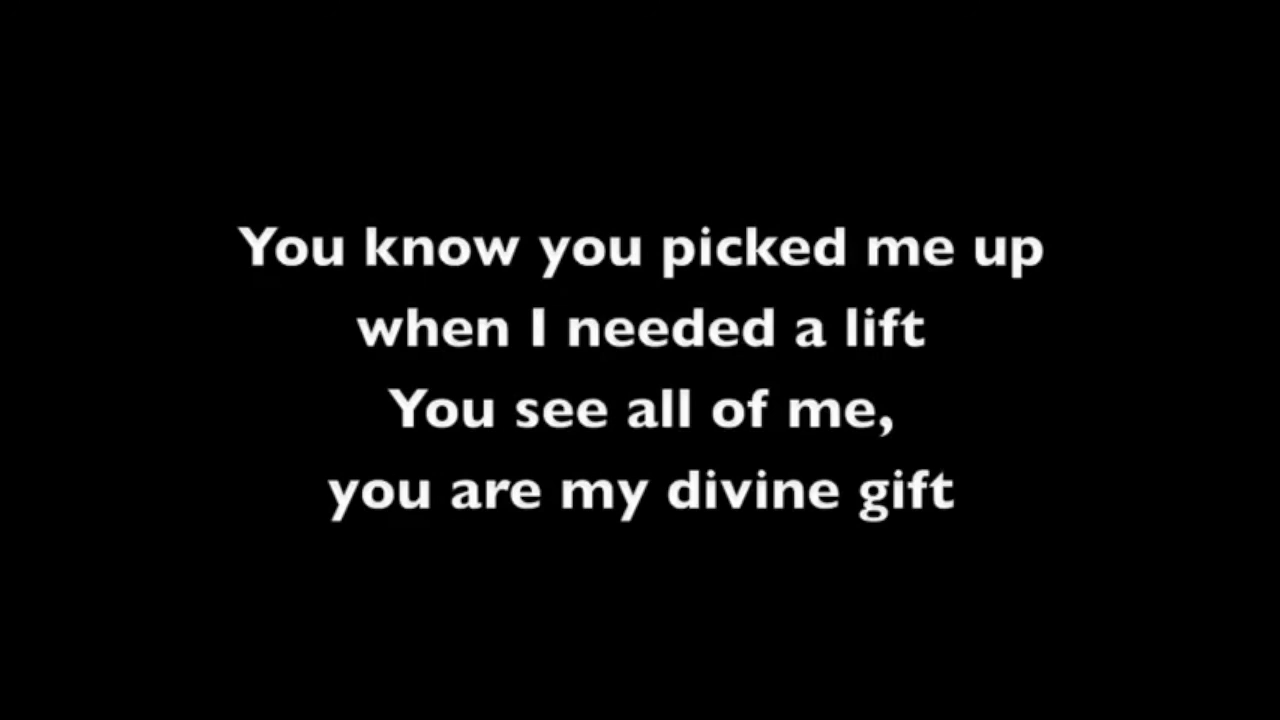 You know you picked me up
when I needed a lift
You see all of me,
you are my divine gift